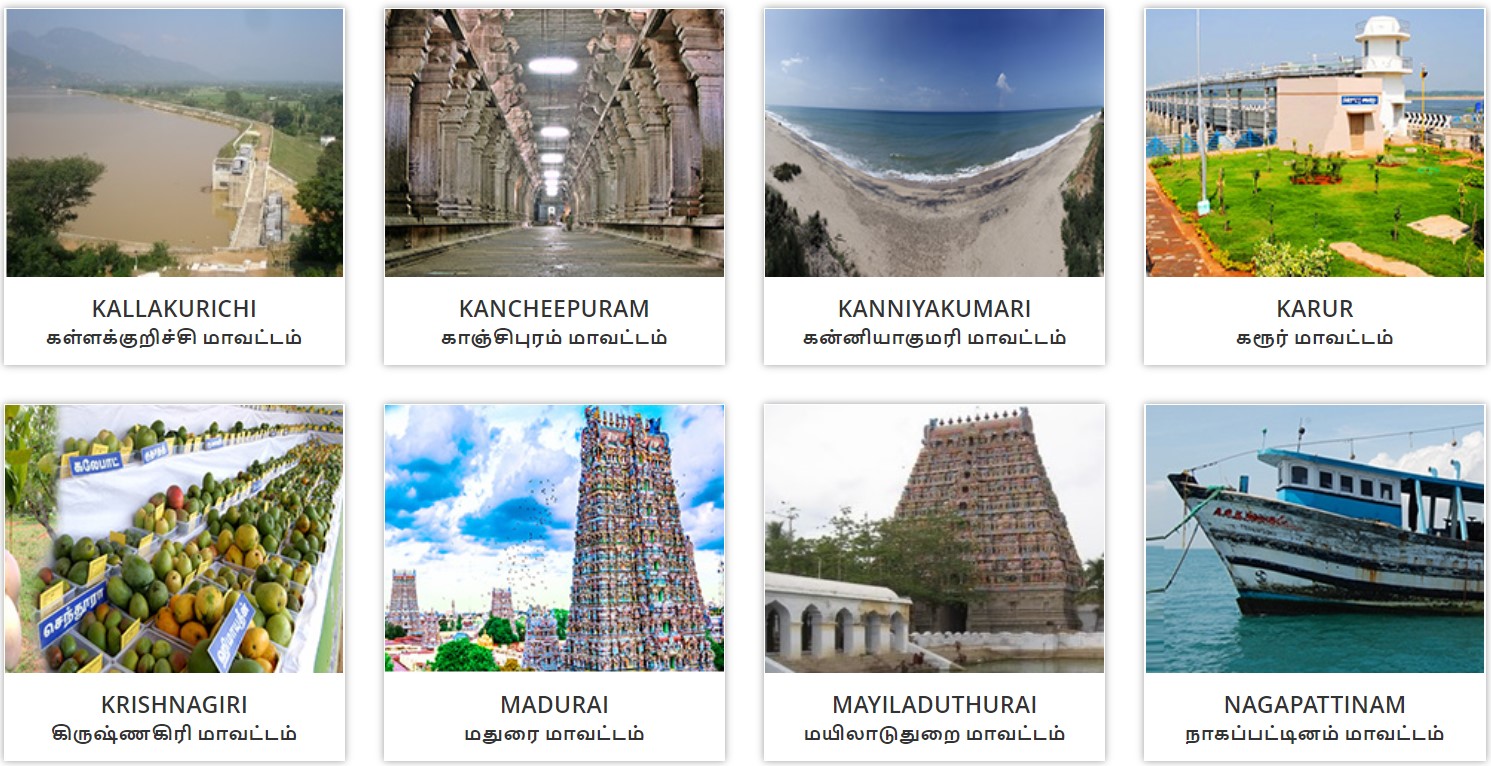 KALLAKURICHI
கள்ளக்குறிச்சி மாவட்டம்
KANCHEEPURAM
காஞ்சிபுரம் மாவட்டம்
KANNIYAKUMARI
கன்னியாகுமரி மாவட்டம்
KARUR
கரூர் மாவட்டம்
செந்தூரா
KRISHNAGIRI
கிருஷ்ணகிரி மாவட்டம்
MADURAI
மதுரை மாவட்டம்
MAYILADUTHURAI
மயிலாடுதுறை மாவட்டம்
NAGAPATTINAM
நாகப்பட்டினம் மாவட்டம்